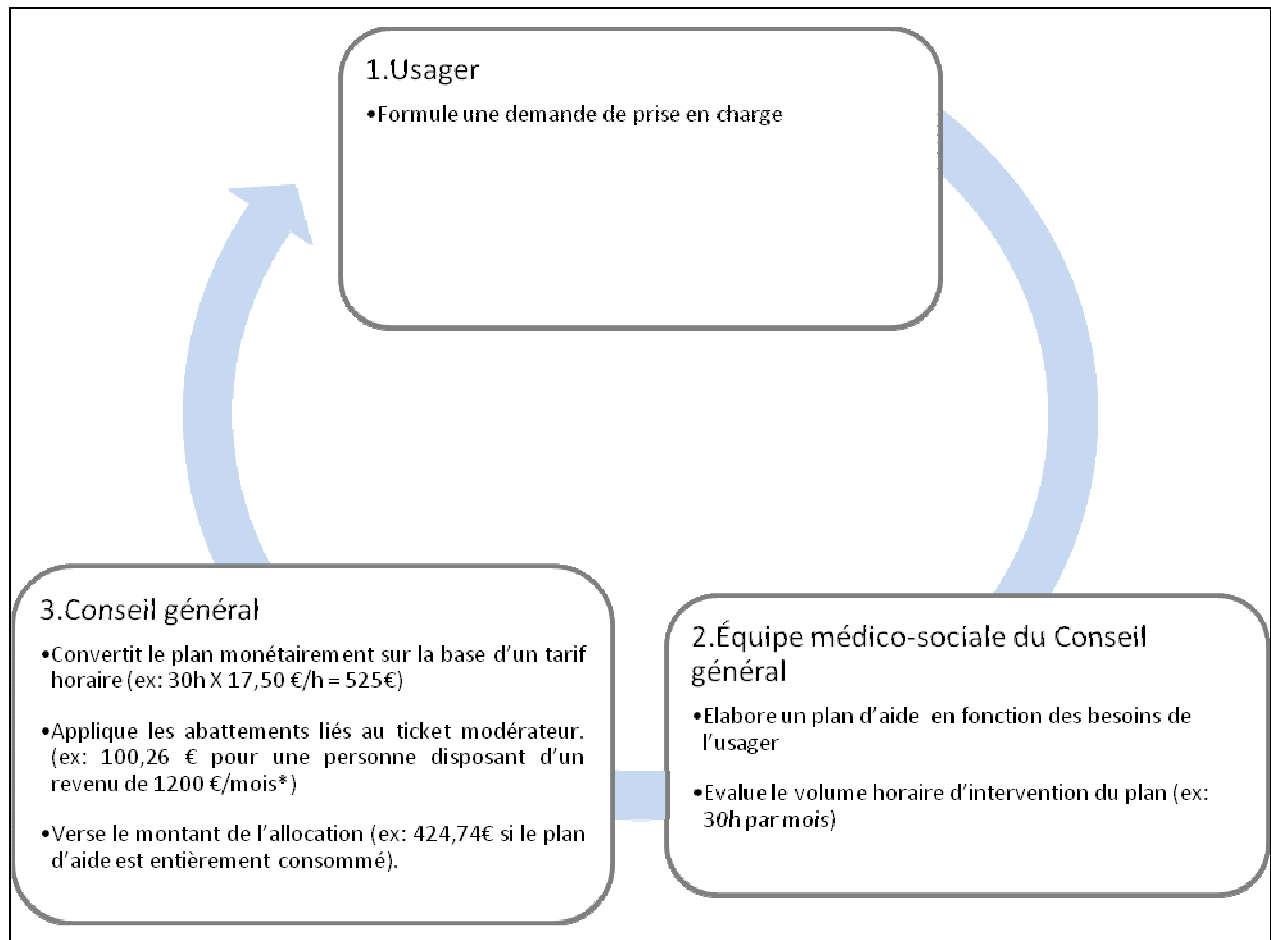 1.Usager
•Formule une demande de prise en charge
2.Équipe médico-sociale du Conseil
général
•Elabore un plan d'aide en fonction des besoins de
l'usager
•Evalue le volume horaire d'intervention du plan (ex:
30h par mois)
3.Conseil général
•Convertit le plan monétairement sur la base d'un tarif
horaire (ex: 30h X 17,50 €/h = 525€)
•Applique les abattements liés au ticket modérateur.
(ex: 100,26 € pour une personne disposant d'un
revenu de 1200 €/mois*)
•Verse le montant de l'allocation (ex: 424,74€ si le plan
d'aide est entièrement consommé).